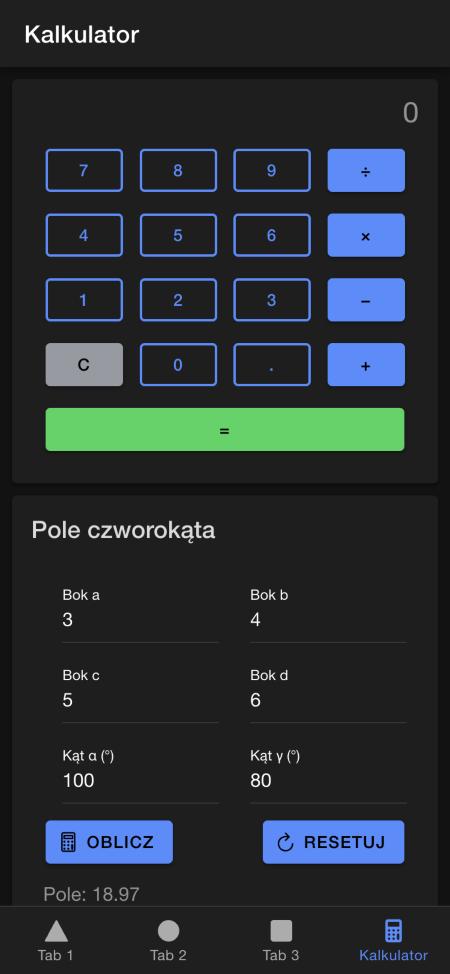 Kalkulator
0
7 8 9 ÷
4 5 6 ×
1 2 3 −
C 0 . +
=
Pole czworokąta
Bok a Bok b
3 4
Bok c Bok d
5 6
Kąt α (°) Kąt γ (°)
100 80
OBLICZ RESETUJ
Pole: 18.97
Tab 1 Tab 2 Tab 3 Kalkulator